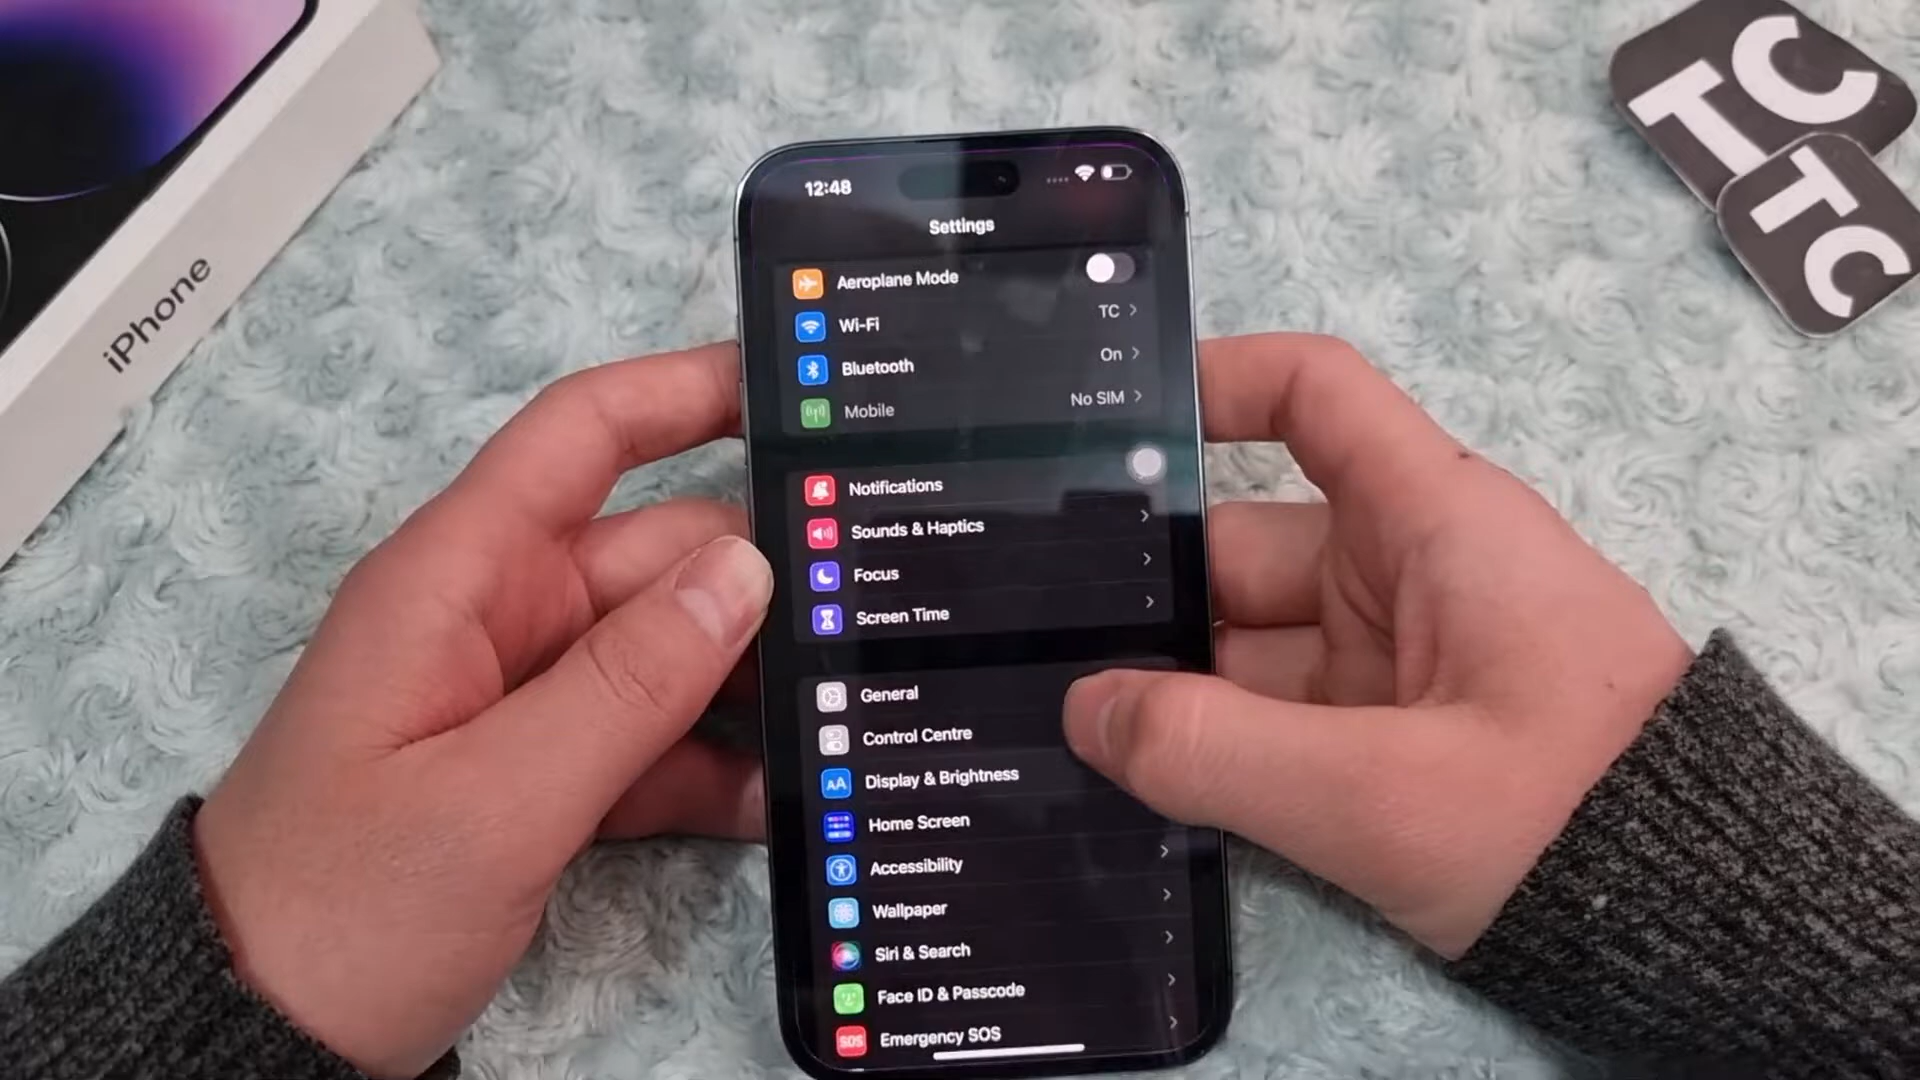 iPhone
TC
TC
12:48
Settings
Aeroplane Mode
Wi-Fi TC
Bluetooth On
Mobile No SIM
Notifications
Sounds & Haptics
Focus
Screen Time
General
Control Centre
AA Display & Brightness
Home Screen
Accessibility
Wallpaper
Siri & Search
Face ID & Passcode
SOS Emergency SOS